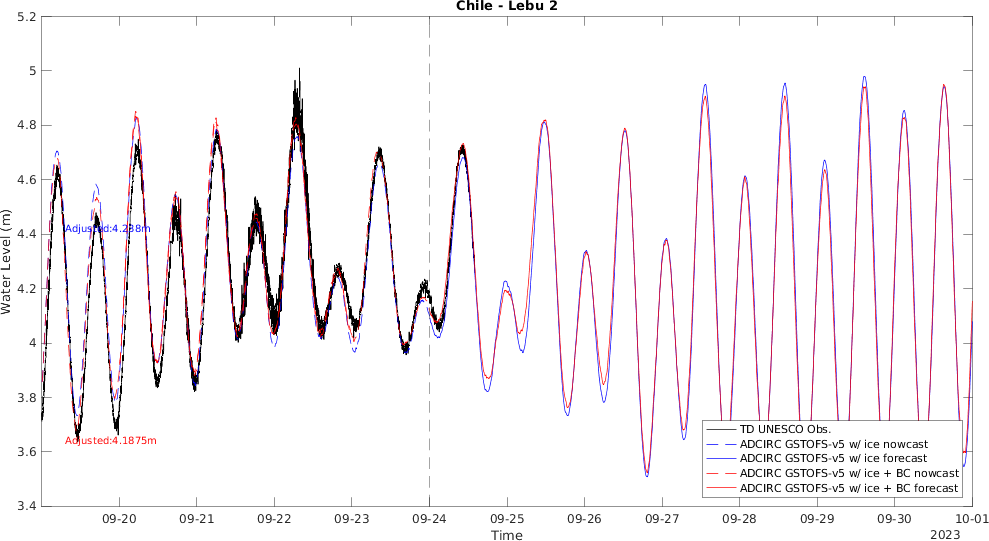 Chile - Lebu 2
5.2
5
4.8
4.6
4.4
4.2
4
3.8
3.6
3.4
Water Level (m)
Adjusted:4.238m
Adjusted:4.1875m
TD UNESCO Obs.
ADCIRC GSTOFS-v5 w/ ice nowcast
ADCIRC GSTOFS-v5 w/ ice forecast
ADCIRC GSTOFS-v5 w/ ice + BC nowcast
ADCIRC GSTOFS-v5 w/ ice + BC forecast
09-20 09-21 09-22 09-23 09-24 09-25 09-26 09-27 09-28 09-29 09-30 10-01
Time
2023